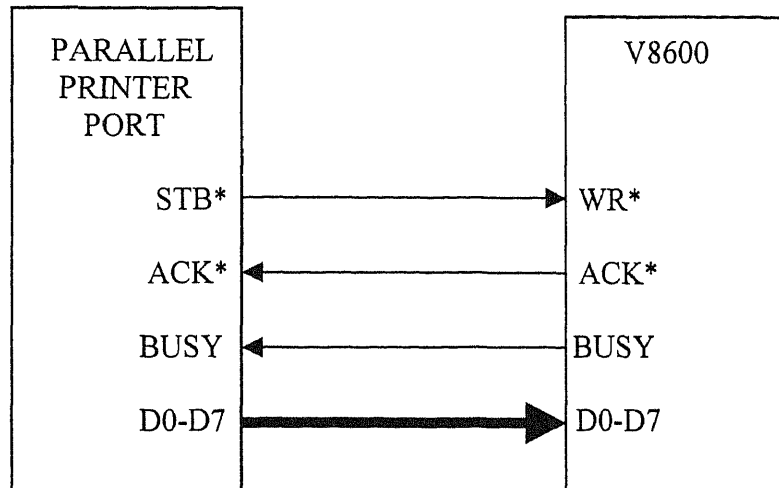 PARALLEL
PRINTER
PORT
V8600
STB*
WR*
ACK*
ACK*
BUSY
BUSY
D0-D7
D0-D7